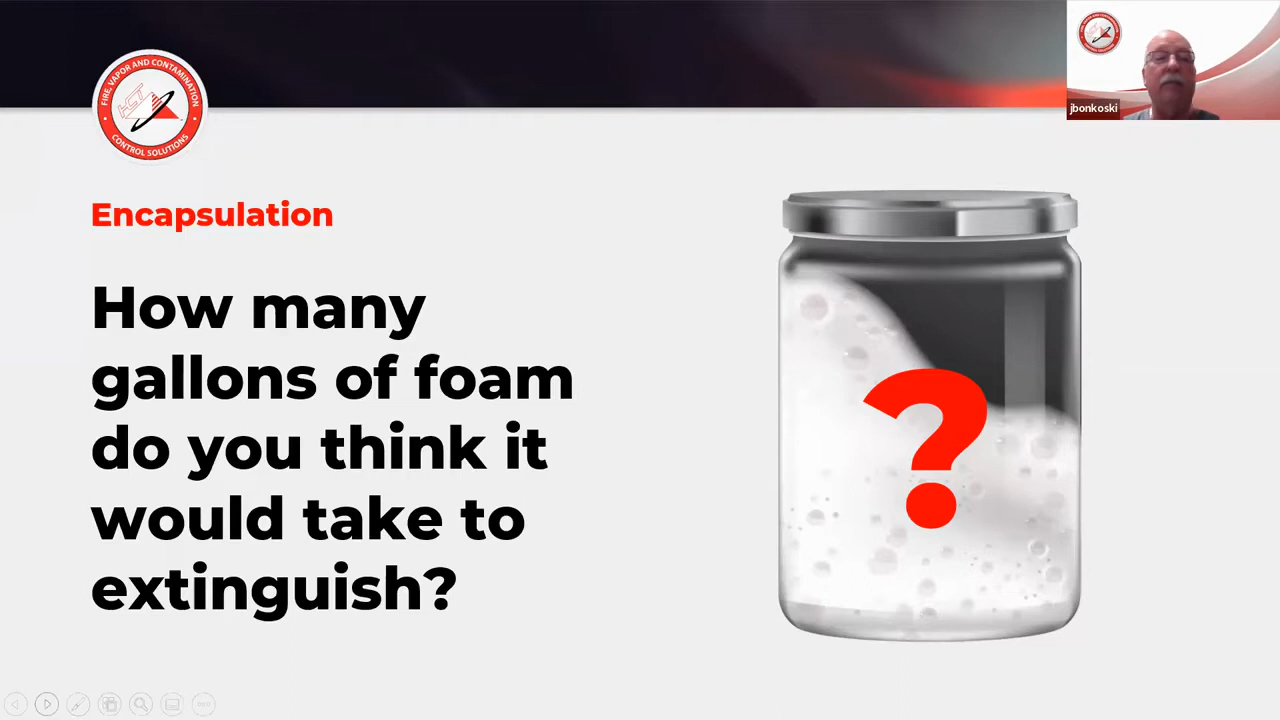 FIRE, VAPOR AND CONTAMINATION
HCT
CONTROL SOLUTIONS
jbonkoski
Encapsulation
How many
gallons of foam
do you think it
would take to
extinguish?
?